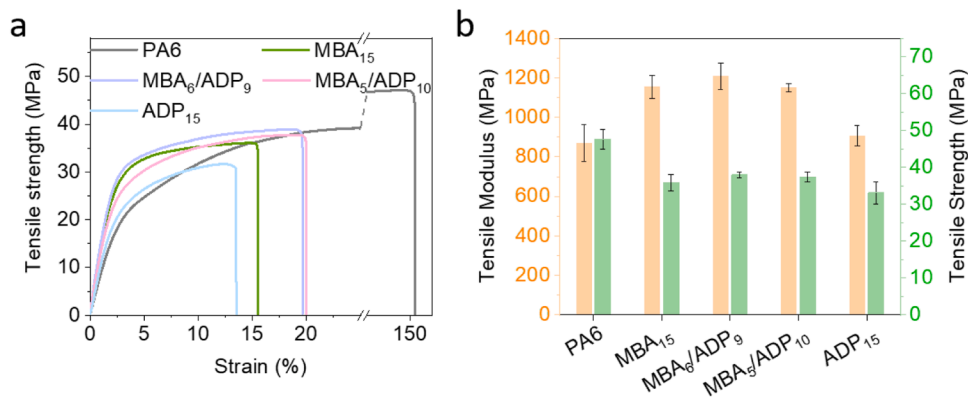 a
PA6 MBA₁₅
MBA₆/ADP₉ MBA₅/ADP₁₀
ADP₁₅
Tensile strength (MPa)
50
40
30
20
10
0
0 5 10 15 20 150
Strain (%)
b
Tensile Modulus (MPa)
1400
1200
1000
800
600
400
200
0
PA6
MBA₁₅
MBA₆/ADP₉
MBA₅/ADP₁₀
ADP₁₅
75
70
60
50
40
30
20
10
0
Tensile Strength (MPa)